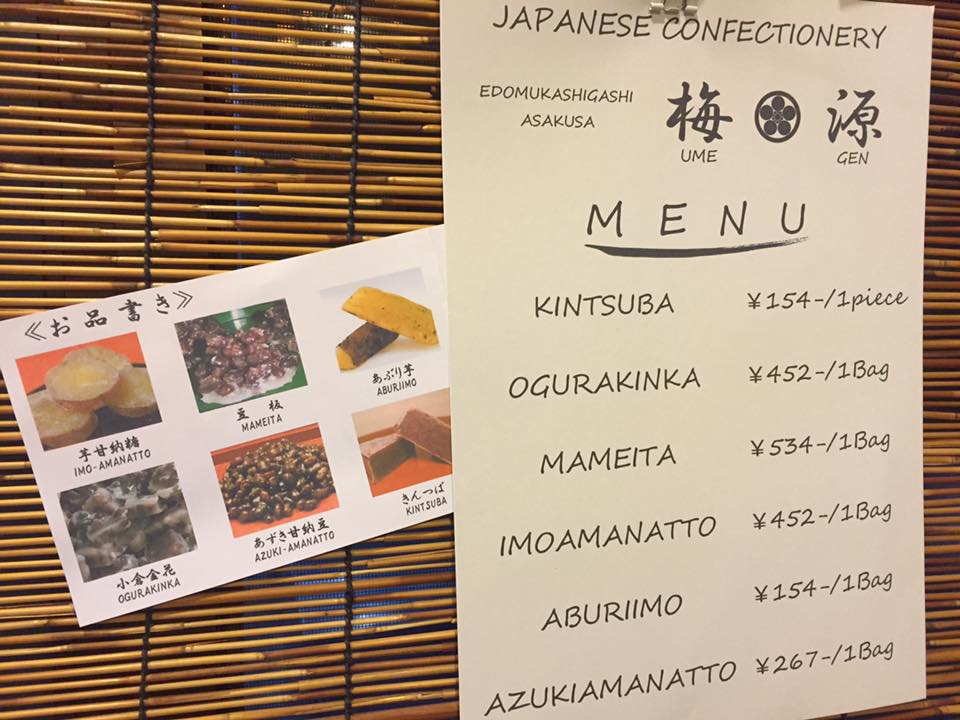 JAPANESE CONFECTIONERY
EDOMUKASHIGASHI
ASAKUSA
梅 源
UME GEN
MENU
KINTSUBA ¥154-/1piece
OGURAKINKA ¥452-/1Bag
MAMEITA ¥534-/1Bag
IMOAMANATTO ¥452-/1Bag
ABURIIMO ¥154-/1Bag
AZUKIAMANATTO ¥267-/1Bag
《お品書き》
芋甘納糖
IMO-AMANATTO
豆板
MAMEITA
あぶり芋
ABURIIMO
小倉金花
OGURAKINKA
あずき甘納豆
AZUKI-AMANATTO
きんつば
KINTSUBA